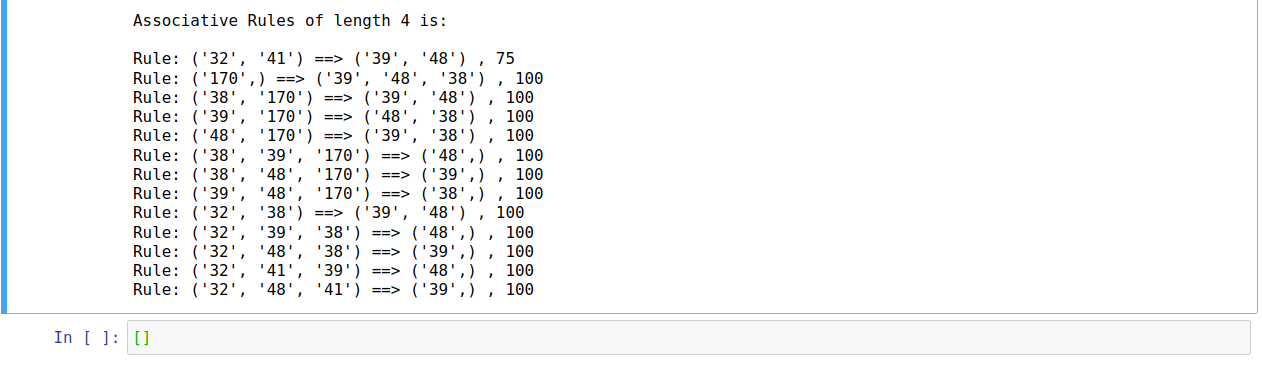 Associative Rules of length 4 is:
Rule: ('32', '41') ==> ('39', '48') , 75
Rule: ('170',) ==> ('39', '48', '38') , 100
Rule: ('38', '170') ==> ('39', '48') , 100
Rule: ('39', '170') ==> ('48', '38') , 100
Rule: ('48', '170') ==> ('39', '38') , 100
Rule: ('38', '39', '170') ==> ('48',) , 100
Rule: ('38', '48', '170') ==> ('39',) , 100
Rule: ('39', '48', '170') ==> ('38',) , 100
Rule: ('32', '38') ==> ('39', '48') , 100
Rule: ('32', '39', '38') ==> ('48',) , 100
Rule: ('32', '48', '38') ==> ('39',) , 100
Rule: ('32', '41', '39') ==> ('48',) , 100
Rule: ('32', '48', '41') ==> ('39',) , 100
In [ ]: []